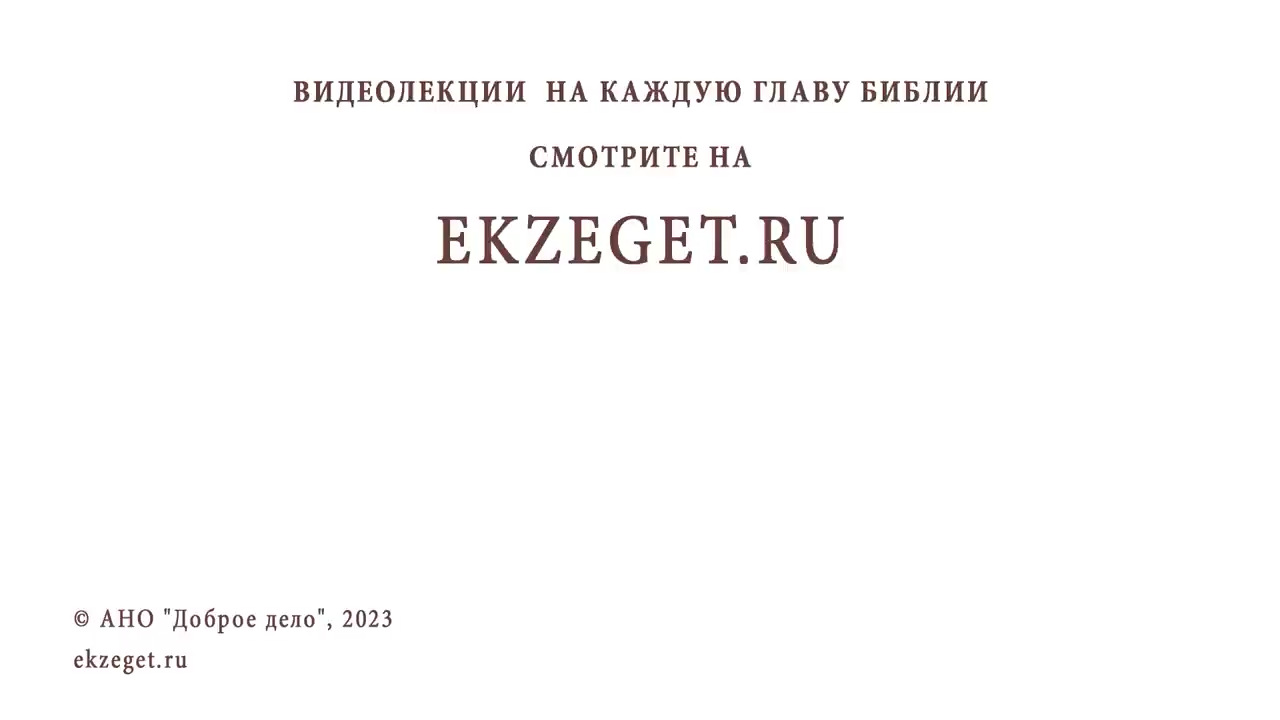 ВИДЕОЛЕКЦИИ НА КАЖДУЮ ГЛАВУ БИБЛИИ
СМОТРИТЕ НА
EKZEGET.RU
© АНО "Доброе дело", 2023
ekzeget.ru